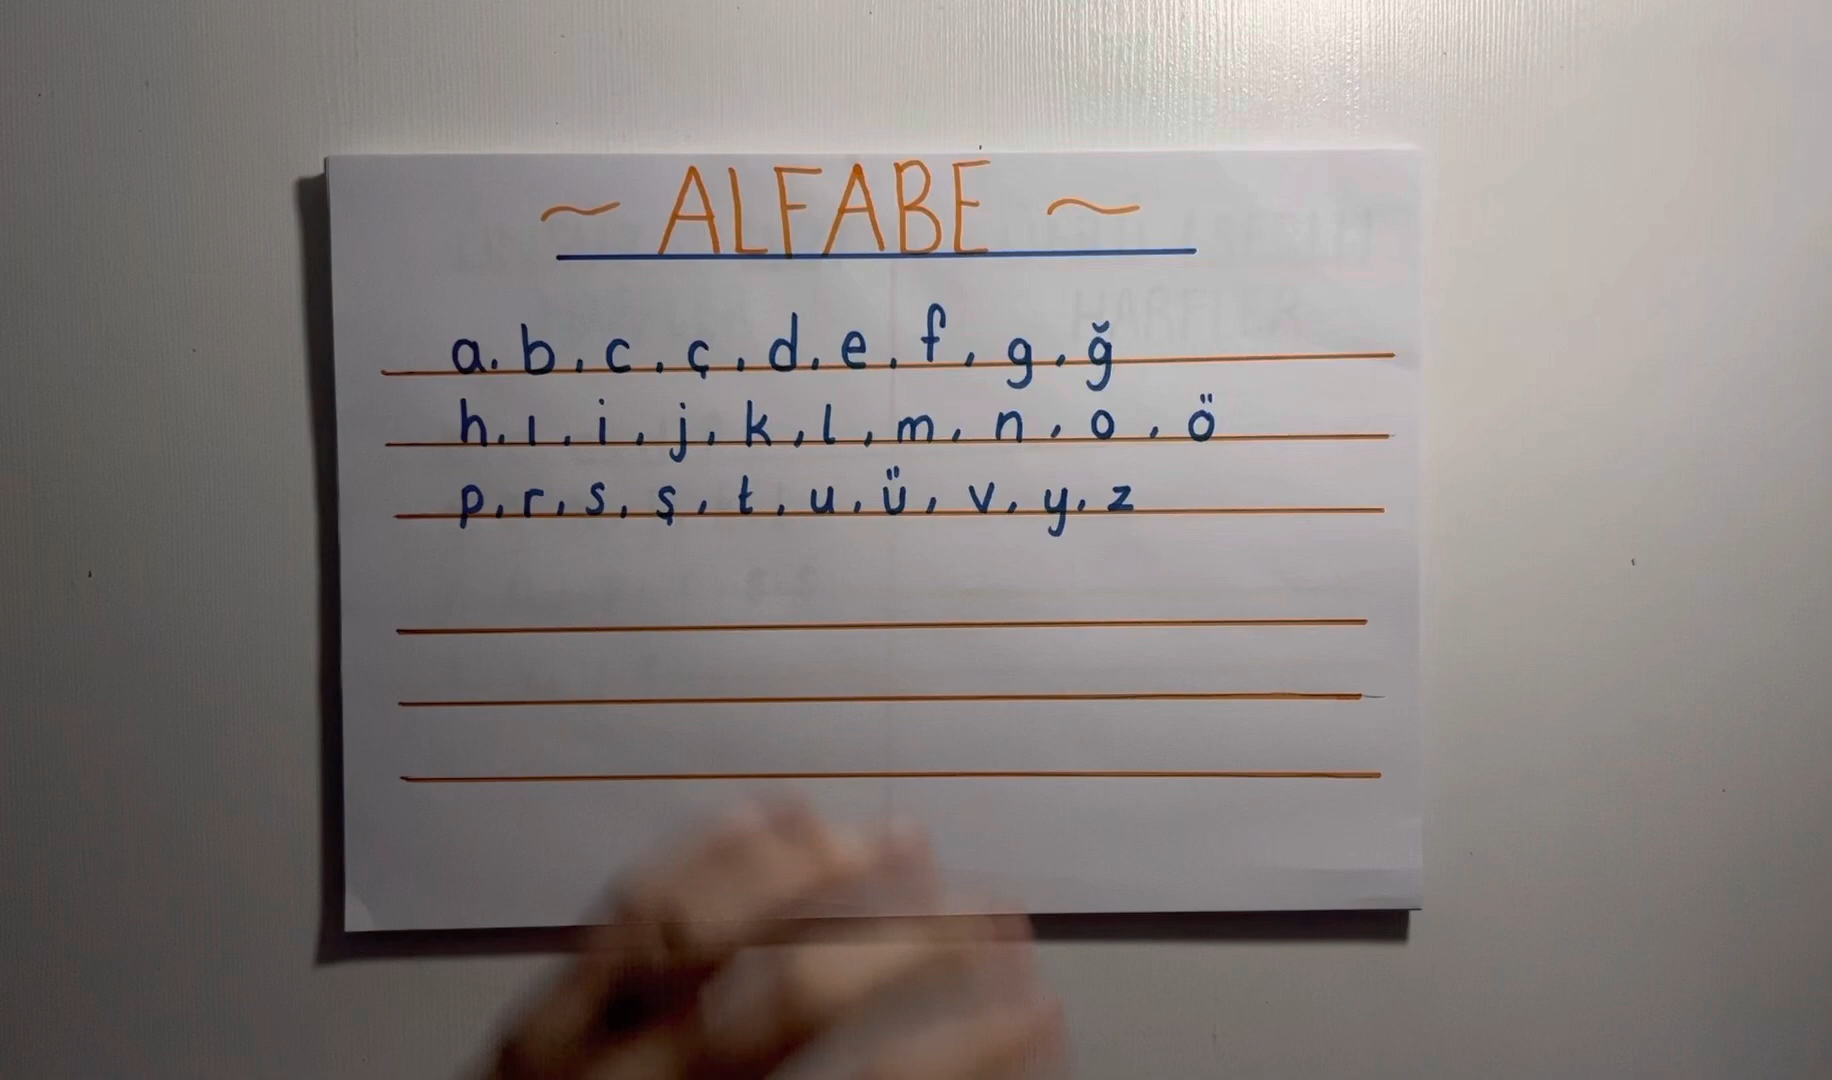 ~ ALFABE ~
a, b, c, ç, d, e, f, g, ğ
h, ı, i, j, k, l, m, n, o, ö
p, r, s, ş, t, u, ü, v, y, z